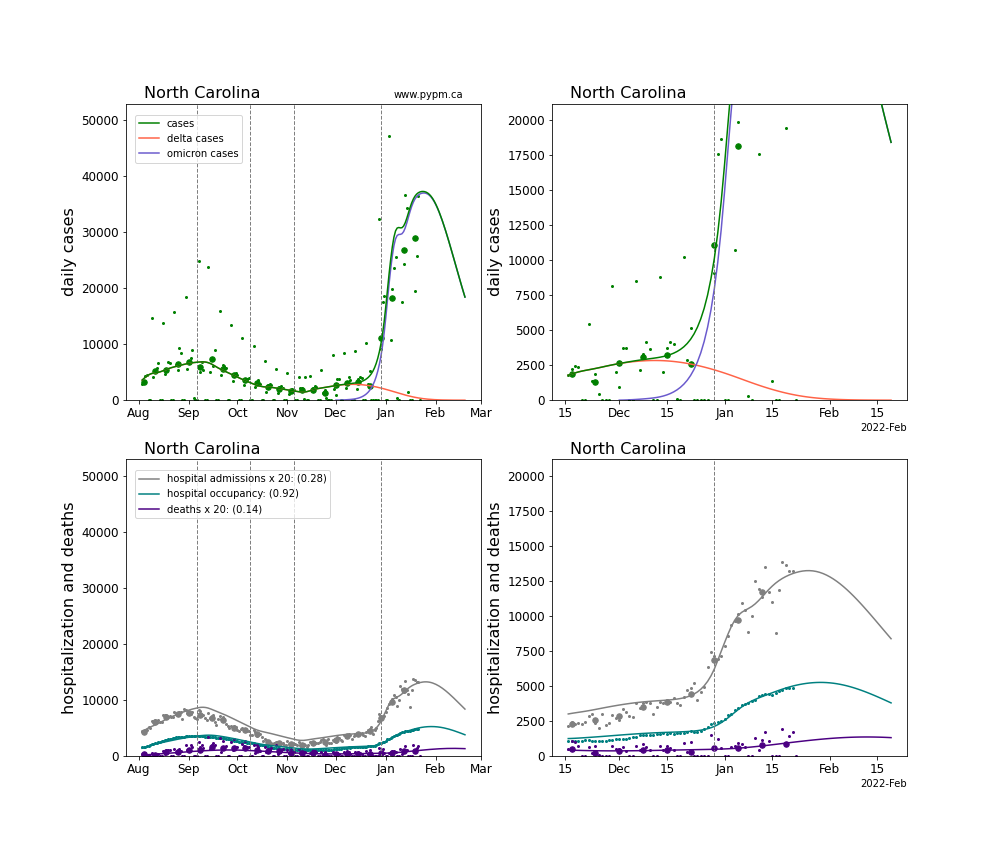 North Carolina
www.pypm.ca
North Carolina
daily cases
50000
40000
30000
20000
10000
0
cases
delta cases
omicron cases
Aug Sep Oct Nov Dec Jan Feb Mar
daily cases
20000
17500
15000
12500
10000
7500
5000
2500
0
15 Dec 15 Jan 15 Feb 15
2022-Feb
North Carolina
North Carolina
hospitalization and deaths
50000
40000
30000
20000
10000
0
hospital admissions x 20: (0.28)
hospital occupancy: (0.92)
deaths x 20: (0.14)
Aug Sep Oct Nov Dec Jan Feb Mar
hospitalization and deaths
20000
17500
15000
12500
10000
7500
5000
2500
0
15 Dec 15 Jan 15 Feb 15
2022-Feb